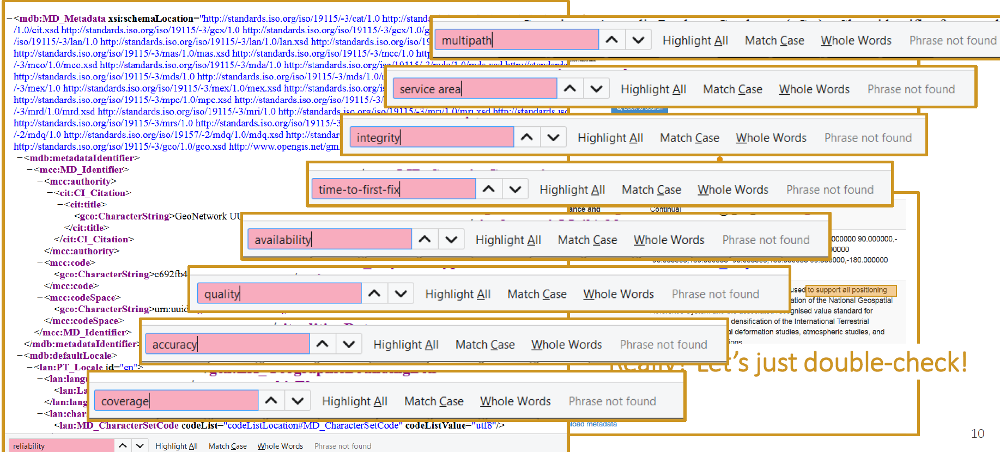 −<mdb:MD_Metadata xsi:schemaLocation="http://standards.iso.org/iso/19115/-3/cat/1.0 http://standa
/1.0/cit.xsd http://standards.iso.org/iso/19115/-3/gcx/1.0 http://standards.iso.org/iso/19115/-3/gcx/1.0/g
/iso/19115/-3/lan/1.0 http://standards.iso.org/iso/19115/-3/lan/1.0/lan.xsd http://standards.iso.org/iso/19
http://standards.iso.org/iso/19115/-3/mas/1.0/mas.xsd http://standards.iso.org/iso/19115/-3/mcc/1.0 http
/-3/mco/1.0/mco.xsd http://standards.iso.org/iso/19115/-3/mda/1.0
http://standards.iso.org/iso/19115/-3/mds/1.0 http://standards.iso.org/iso/19115/-3/mds/1.0/
/-3/mex/1.0 http://standards.iso.org/iso/19115/-3/mex/1.0/mex.xsd http://standards.iso.org/is
http://standards.iso.org/iso/19115/-3/mpc/1.0/mpc.xsd http://standards.iso.org/iso/19115/-3/
/-3/mrd/1.0/mrd.xsd http://standards.iso.org/iso/19115/-3/mri/1.0 http://standards.iso.org/iso/19115/-3/mri/1.0/mri.xsd http://standards.iso
http://standards.iso.org/iso/19115/-3/mrs/1.0 http://standards.iso.org/iso/19115/-3
/-2/mdq/1.0 http://standards.iso.org/iso/19157/-2/mdq/1.0/mdq.xsd http://standar
http://standards.iso.org/iso/19115/-3/gco/1.0/gco.xsd http://www.opengis.net/gml
−<mdb:metadataIdentifier>
−<mcc:MD_Identifier>
−<mcc:authority>
−<cit:CI_Citation>
−<cit:title>
<gco:CharacterString>GeoNetwork UU
</cit:title>
</cit:CI_Citation>
</mcc:authority>
−<mcc:code>
<gco:CharacterString>c692fb4
</mcc:code>
−<mcc:codeSpace>
<gco:CharacterString>urn:uuid
</mcc:codeSpace>
</mcc:MD_Identifier>
</mdb:metadataIdentifier>
−<mdb:defaultLocale>
−<lan:PT_Locale id="en">
−<lan:langu
<lan:La
</lan:lang
−<lan:char
<lan:MD_CharacterSetCode codeList="codeListLocation#MD_CharacterSetCode" codeListValue="utf8"/>
multipath Highlight All Match Case Whole Words Phrase not found
service area Highlight All Match Case Whole Words Phrase not found
Back to search
integrity Highlight All Match Case Whole Words Phrase not found
time-to-first-fix Highlight All Match Case Whole Words Phrase not found
ance and Continual
availability Highlight All Match Case Whole Words Phrase not found
000000 90.000000,-
00000
-90.000000,180.000000 -90.000000,180.000000 90.000000,-180.000000
quality Highlight All Match Case Whole Words Phrase not found
used to support all positioning
ation of the National Geospatial
Reference System and the associated recognised value standard for
densification of the International Terrestrial
al deformation studies, atmospheric studies, and
ions.
accuracy Highlight All Match Case Whole Words Phrase not found
Really? Let's just double-check!
coverage Highlight All Match Case Whole Words Phrase not found
load metadata
reliability Highlight All Match Case Whole Words Phrase not found
10